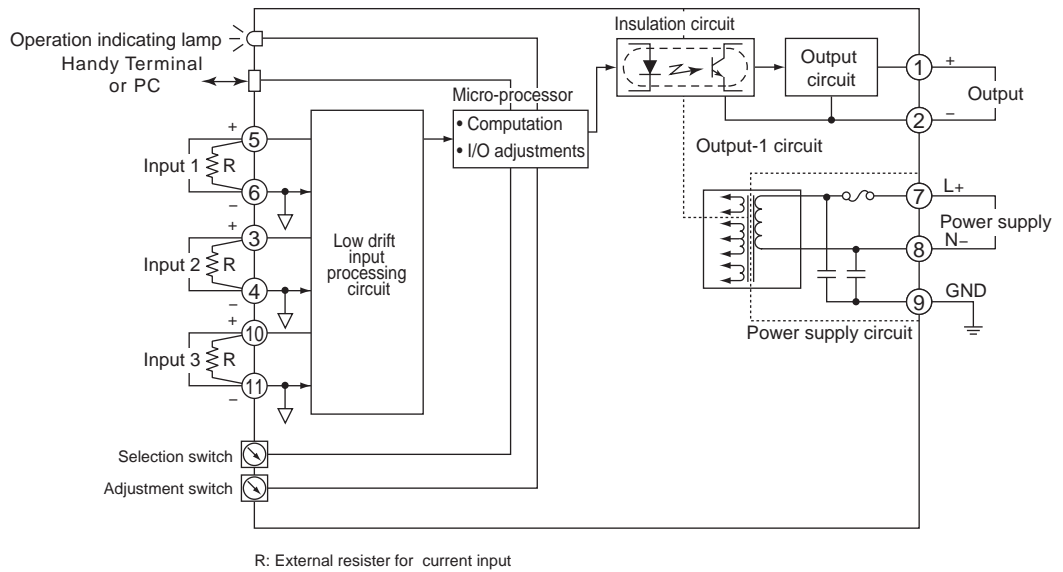 Insulation circuit
Operation indicating lamp
Handy Terminal
or PC
Micro-processor
• Computation
• I/O adjustments
Output
circuit
1
+
Output
2
−
Output-1 circuit
+
5
Input 1
R
6
−
+
3
Input 2
R
4
−
+
10
Input 3
R
11
−
Low drift
input
processing
circuit
7
L+
Power supply
8
N−
9
GND
Power supply circuit
Selection switch
Adjustment switch
R: External resister for current input